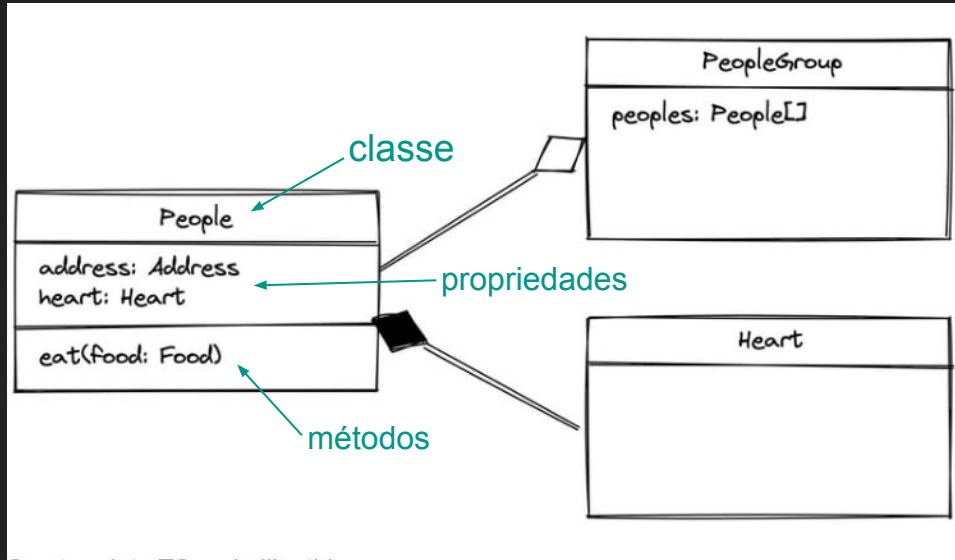 PeopleGroup
peoples: People[]
classe
People
address: Address
heart: Heart
propriedades
eat(food: Food)
métodos
Heart